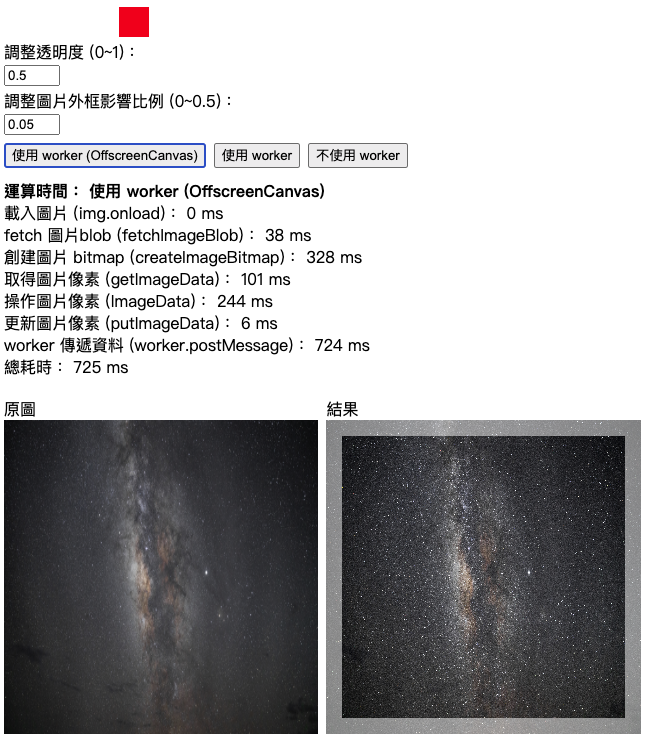 調整透明度 (0~1)：
0.5
調整圖片外框影響比例 (0~0.5)：
0.05
使用 worker (OffscreenCanvas) 使用 worker 不使用 worker
運算時間： 使用 worker (OffscreenCanvas)
載入圖片 (img.onload)： 0 ms
fetch 圖片blob (fetchImageBlob)： 38 ms
創建圖片 bitmap (createImageBitmap)： 328 ms
取得圖片像素 (getImageData)： 101 ms
操作圖片像素 (ImageData)： 244 ms
更新圖片像素 (putImageData)： 6 ms
worker 傳遞資料 (worker.postMessage)： 724 ms
總耗時： 725 ms
原圖 結果